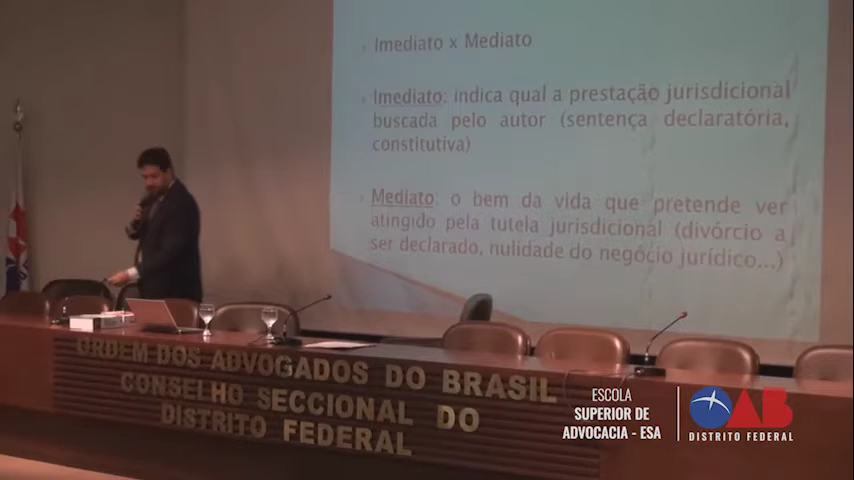 Imediato x Mediato
Imediato: indica qual a prestação jurisdicional
buscada pelo autor (sentença declaratória,
constitutiva)
Mediato: o bem da vida que pretende ver
atingido pela tutela jurisdicional (divórcio a
ser declarado, nulidade do negócio jurídico...)
ORDEM DOS ADVOGADOS DO BRASIL
CONSELHO SECCIONAL DO
DISTRITO FEDERAL
ESCOLA
SUPERIOR DE
ADVOCACIA - ESA
OAB
DISTRITO FEDERAL